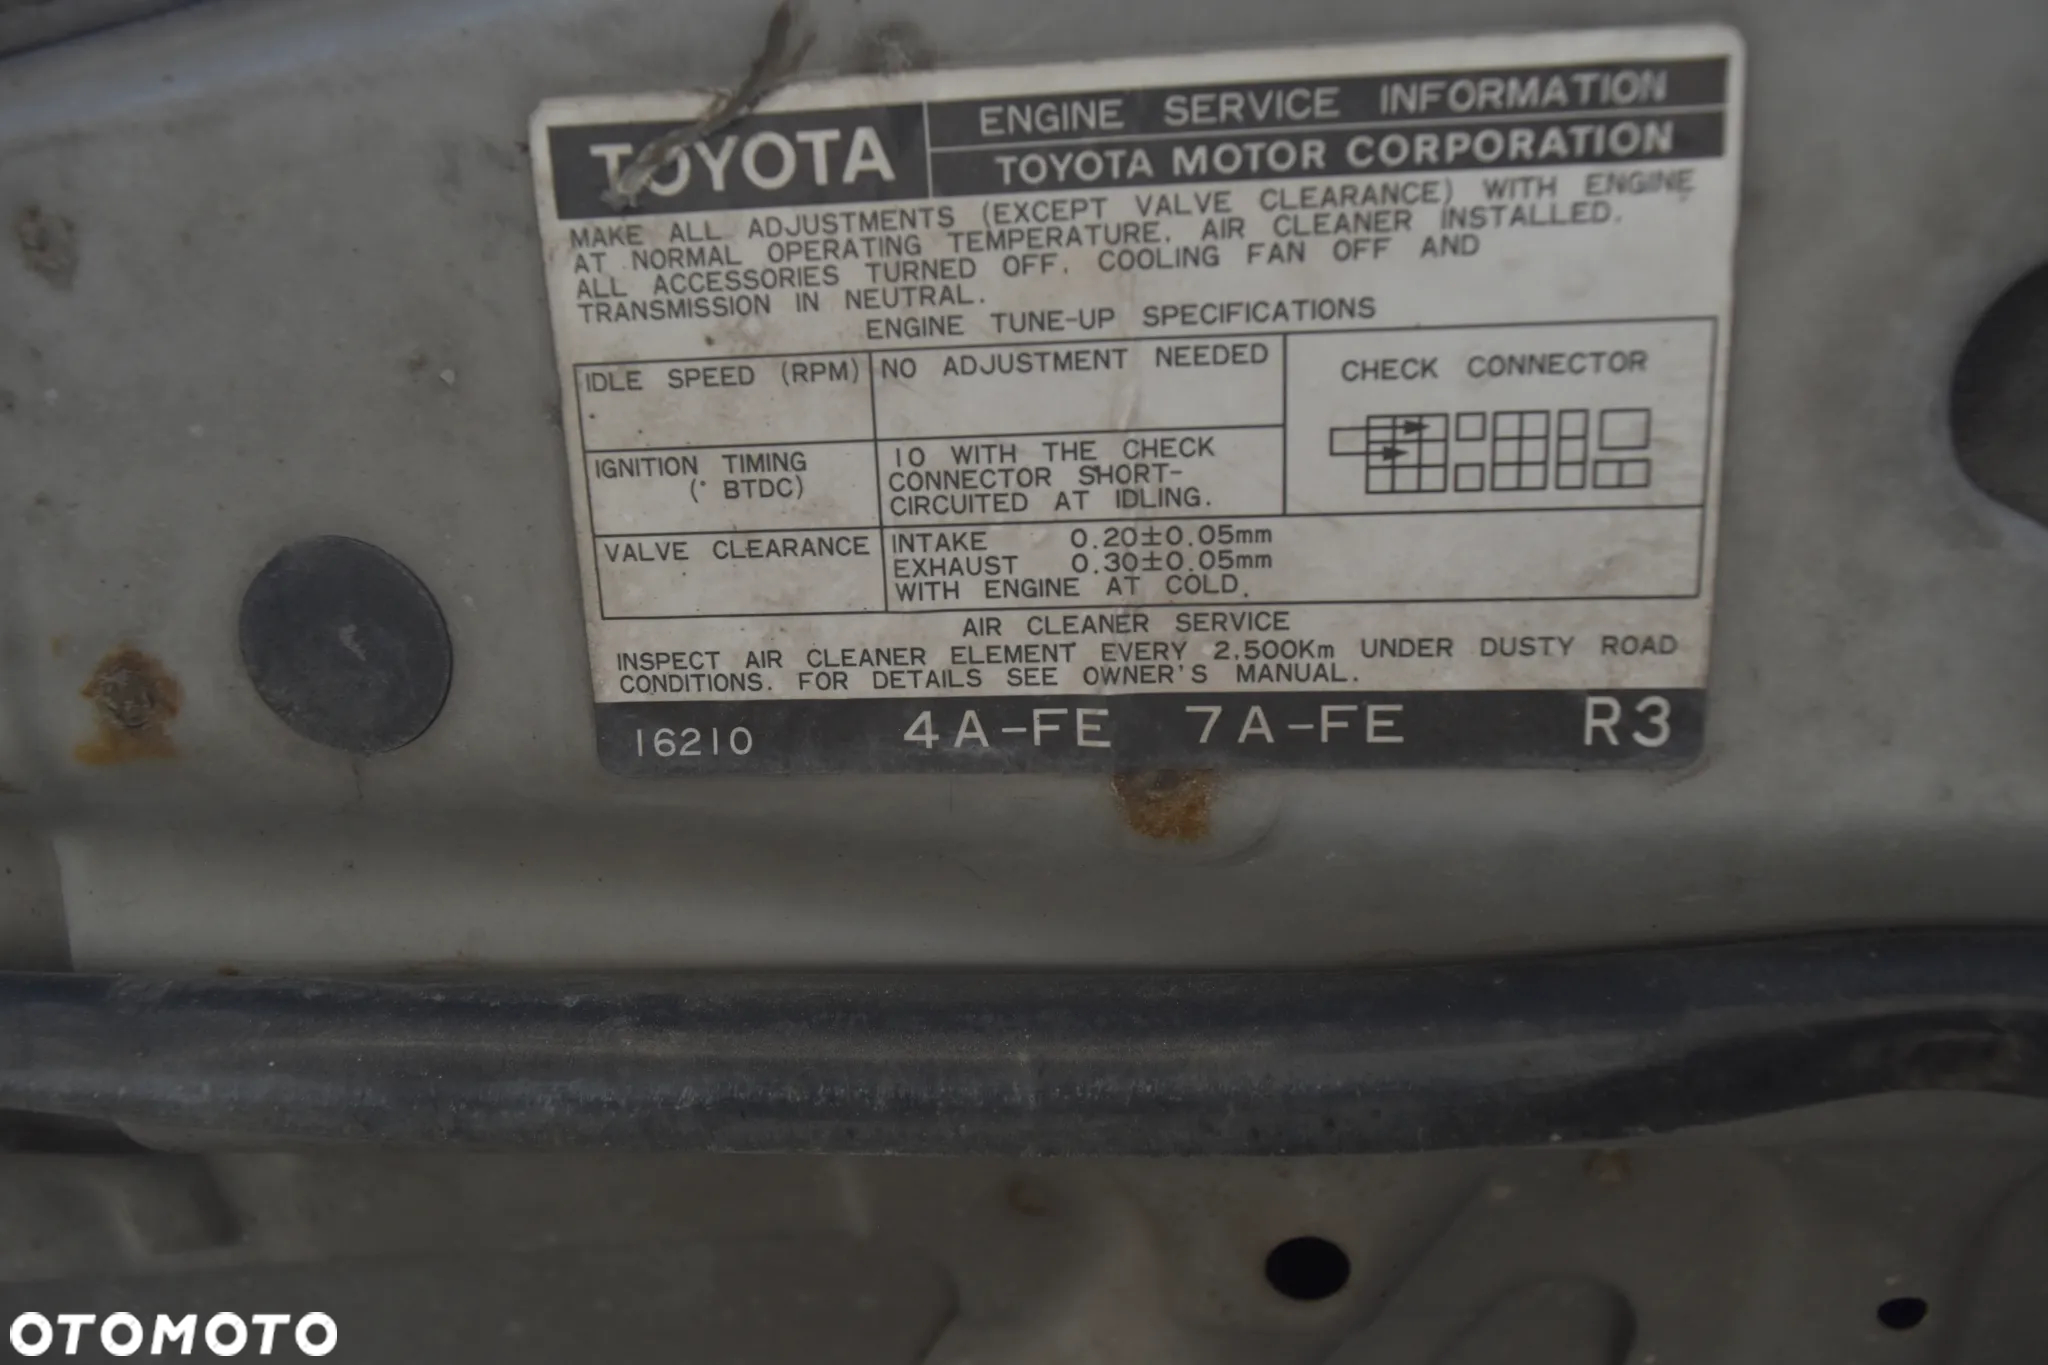 TOYOTA
ENGINE SERVICE INFORMATION
TOYOTA MOTOR CORPORATION
MAKE ALL ADJUSTMENTS (EXCEPT VALVE CLEARANCE) WITH ENGINE
AT NORMAL OPERATING TEMPERATURE, AIR CLEANER INSTALLED.
ALL ACCESSORIES TURNED OFF, COOLING FAN OFF AND
TRANSMISSION IN NEUTRAL.
ENGINE TUNE-UP SPECIFICATIONS
IDLE SPEED (RPM)
NO ADJUSTMENT NEEDED
CHECK CONNECTOR
IGNITION TIMING
(° BTDC)
10 WITH THE CHECK
CONNECTOR SHORT-
CIRCUITED AT IDLING.
VALVE CLEARANCE
INTAKE 0.20±0.05mm
EXHAUST 0.30±0.05mm
WITH ENGINE AT COLD.
AIR CLEANER SERVICE
INSPECT AIR CLEANER ELEMENT EVERY 2,500Km UNDER DUSTY ROAD
CONDITIONS. FOR DETAILS SEE OWNER'S MANUAL.
16210 4A-FE 7A-FE R3
OTOMOTO